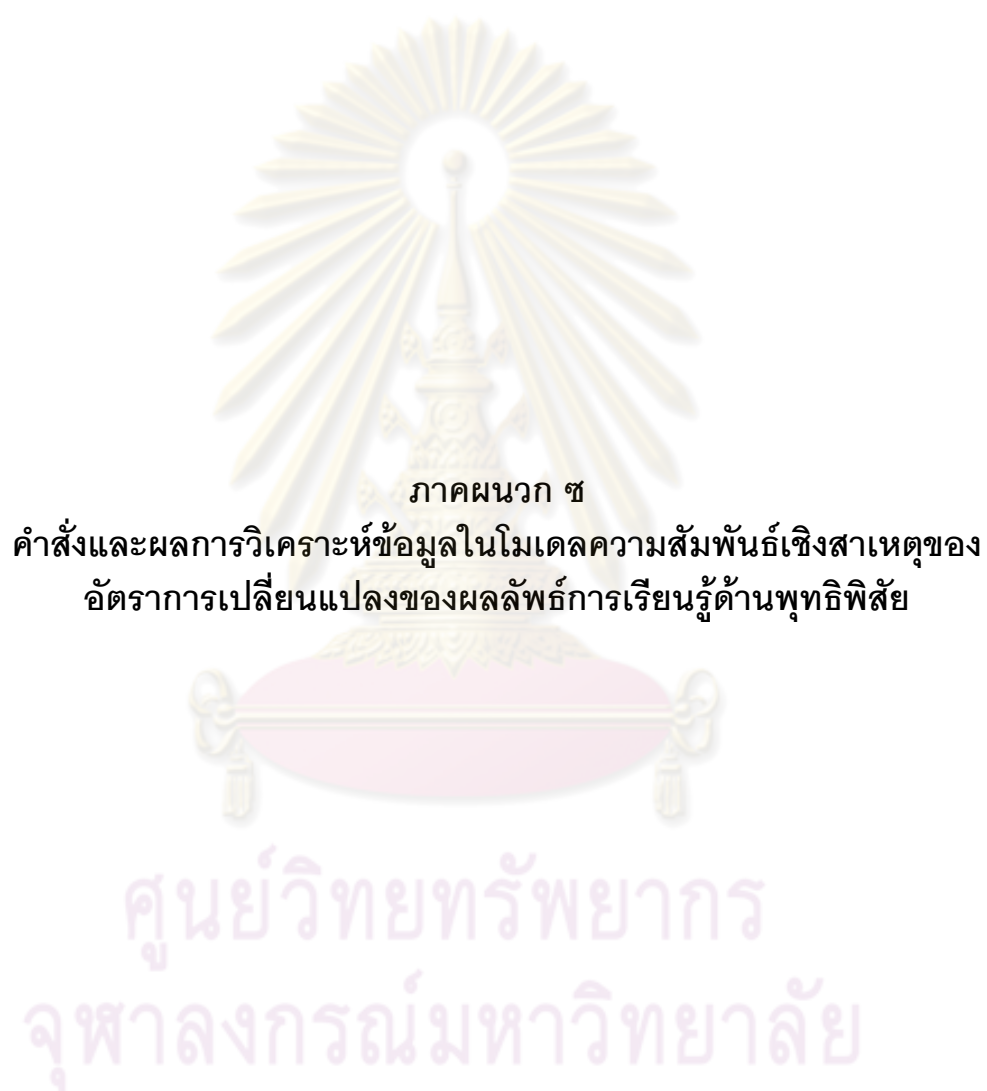 ภาคผนวก ซ
คำสั่งและผลการวิเคราะห์ข้อมูลในโมเดลความสัมพันธ์เชิงสาเหตุของ
อัตราการเปลี่ยนแปลงของผลลัพธ์การเรียนรู้ด้านพุทธิพิสัย
ศูนย์วิทยทรัพยากร
จุฬาลงกรณ์มหาวิทยาลัย